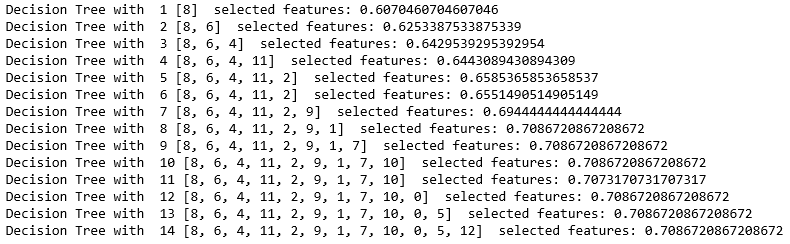 Decision Tree with  1 [8]  selected features: 0.6070460704607046
Decision Tree with  2 [8, 6]  selected features: 0.6253387533875339
Decision Tree with  3 [8, 6, 4]  selected features: 0.6429539295392954
Decision Tree with  4 [8, 6, 4, 11]  selected features: 0.6443089430894309
Decision Tree with  5 [8, 6, 4, 11, 2]  selected features: 0.6585365853658537
Decision Tree with  6 [8, 6, 4, 11, 2]  selected features: 0.6551490514905149
Decision Tree with  7 [8, 6, 4, 11, 2, 9]  selected features: 0.6944444444444444
Decision Tree with  8 [8, 6, 4, 11, 2, 9, 1]  selected features: 0.7086720867208672
Decision Tree with  9 [8, 6, 4, 11, 2, 9, 1, 7]  selected features: 0.7086720867208672
Decision Tree with  10 [8, 6, 4, 11, 2, 9, 1, 7, 10]  selected features: 0.7086720867208672
Decision Tree with  11 [8, 6, 4, 11, 2, 9, 1, 7, 10]  selected features: 0.7073170731707317
Decision Tree with  12 [8, 6, 4, 11, 2, 9, 1, 7, 10, 0]  selected features: 0.7086720867208672
Decision Tree with  13 [8, 6, 4, 11, 2, 9, 1, 7, 10, 0, 5]  selected features: 0.7086720867208672
Decision Tree with  14 [8, 6, 4, 11, 2, 9, 1, 7, 10, 0, 5, 12]  selected features: 0.7086720867208672